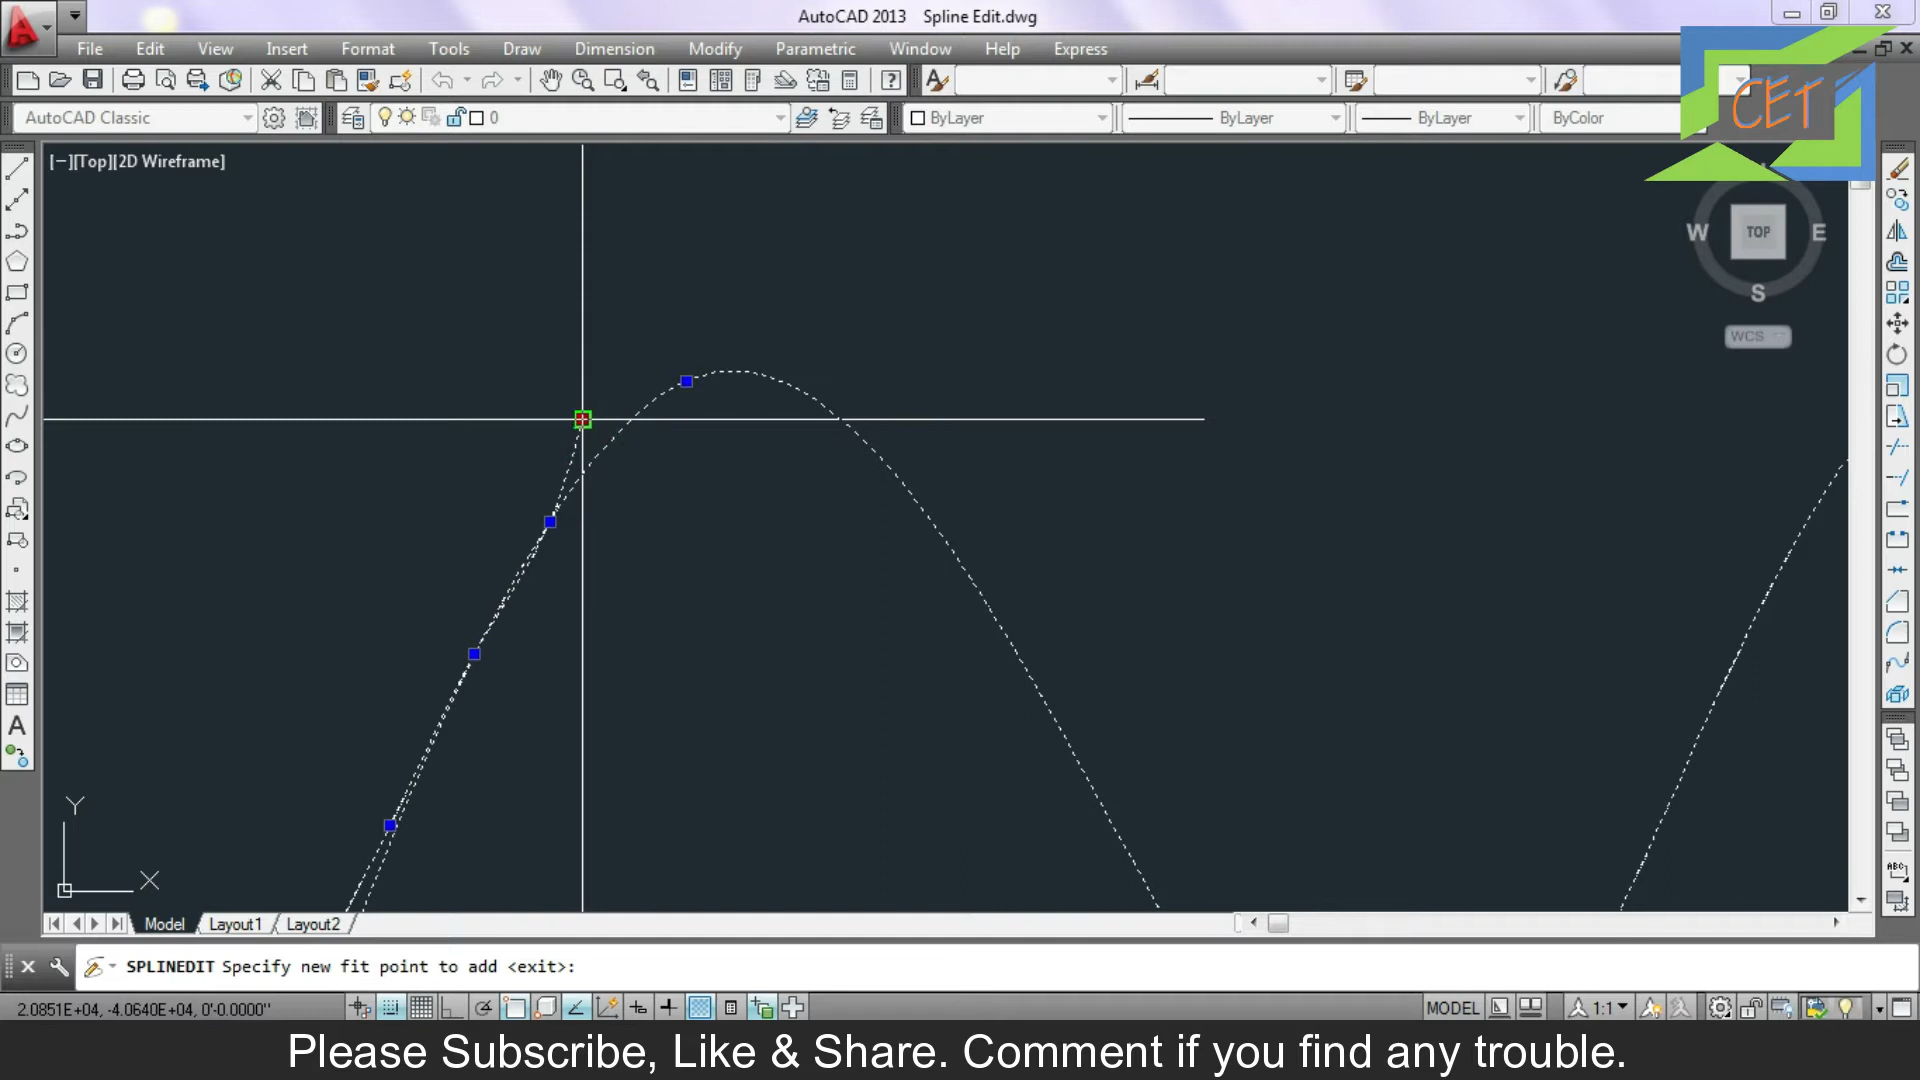 AutoCAD 2013 Spline Edit.dwg
File Edit View Insert Format Tools Draw Dimension Modify Parametric Window Help Express
CET
AutoCAD Classic
0
ByLayer
ByLayer
ByLayer
ByColor
[−][Top][2D Wireframe]
W TOP E
S
WCS
A
Y
X
ABC
Model Layout1 Layout2
SPLINEDIT Specify new fit point to add <exit>:
2.0851E+04, -4.0640E+04, 0'-0.0000"
MODEL
1:1
Please Subscribe, Like & Share. Comment if you find any trouble.